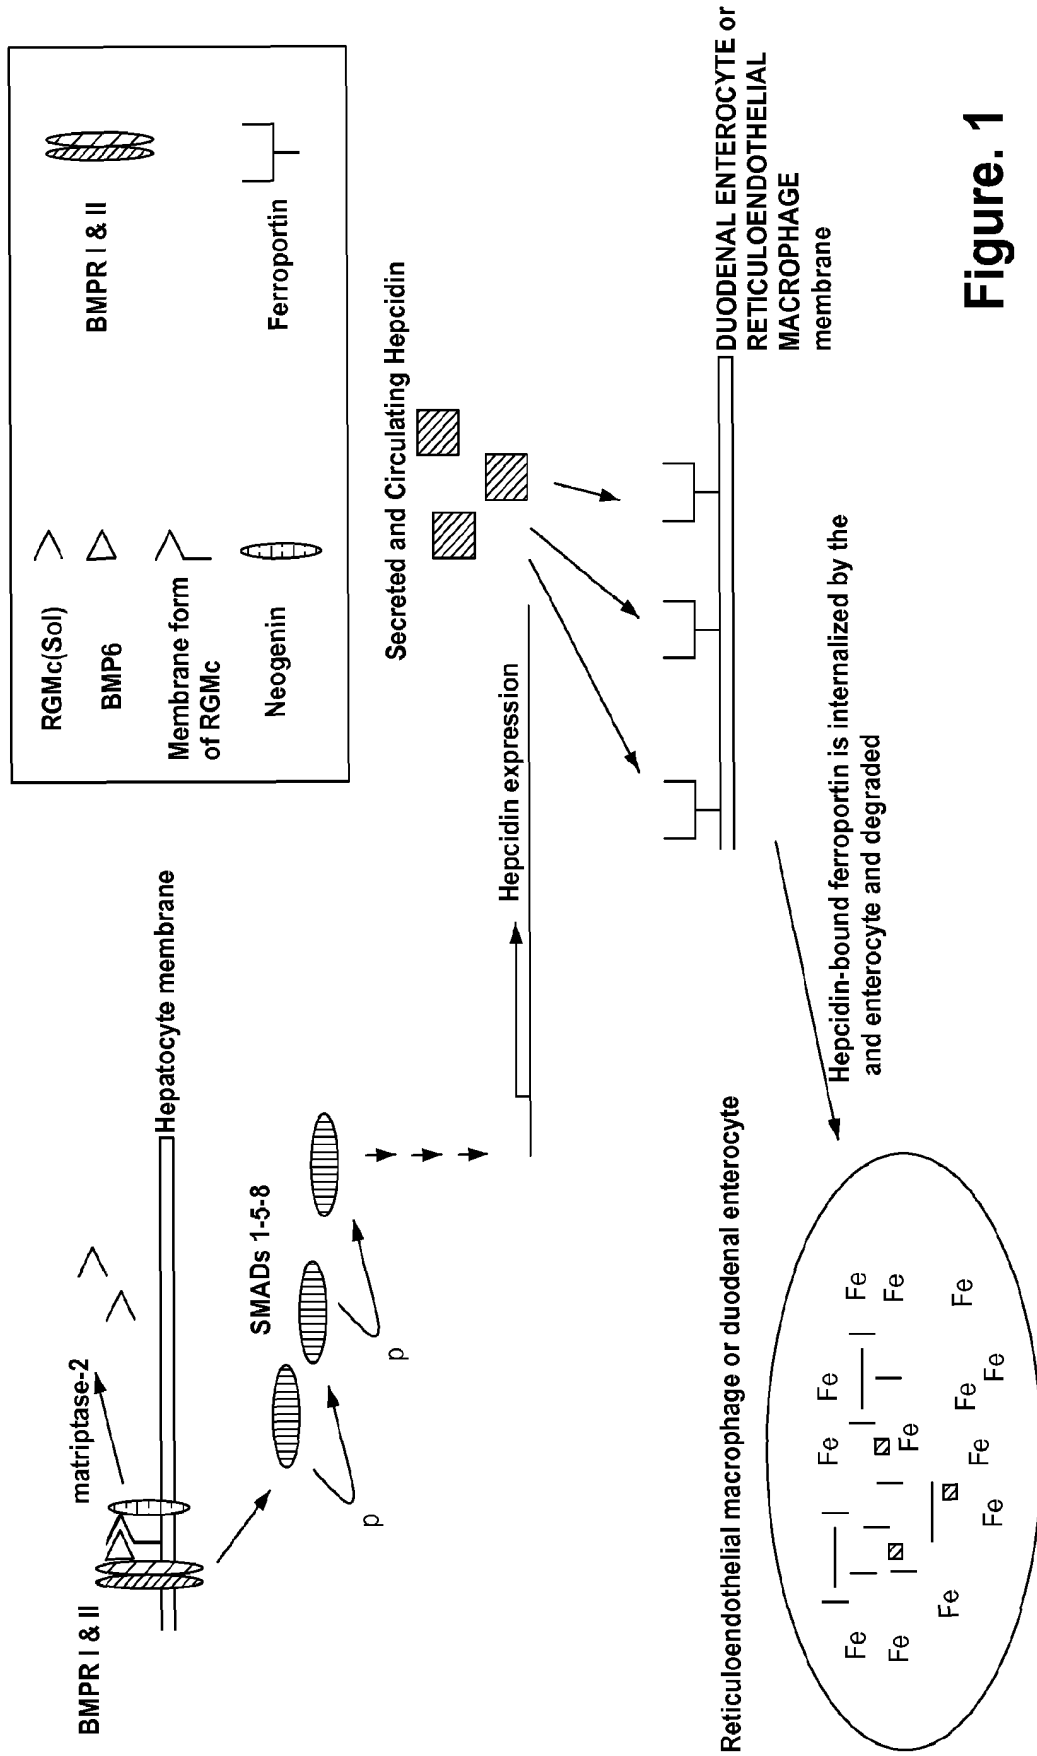 BMPR I & II
matriptase-2
Hepatocyte membrane
SMADs 1-5-8
p
p
Hepcidin expression
RGMc(Sol)
BMP6
Membrane form
of RGMc
Neogenin
BMPR I & II
Ferroportin
Secreted and Circulating Hepcidin
DUODENAL ENTEROCYTE or
RETICULOENDOTHELIAL
MACROPHAGE
membrane
Hepcidin-bound ferroportin is internalized by the
and enterocyte and degraded
Reticuloendothelial macrophage or duodenal enterocyte
Fe
Fe
Fe
Fe
Fe
Fe
Fe
Fe
Fe
Fe
Fe
Fe
Fe
Figure. 1